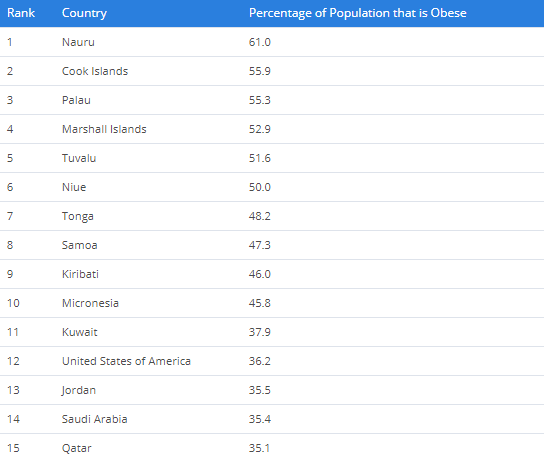 Rank Country Percentage of Population that is Obese
1 Nauru 61.0
2 Cook Islands 55.9
3 Palau 55.3
4 Marshall Islands 52.9
5 Tuvalu 51.6
6 Niue 50.0
7 Tonga 48.2
8 Samoa 47.3
9 Kiribati 46.0
10 Micronesia 45.8
11 Kuwait 37.9
12 United States of America 36.2
13 Jordan 35.5
14 Saudi Arabia 35.4
15 Qatar 35.1